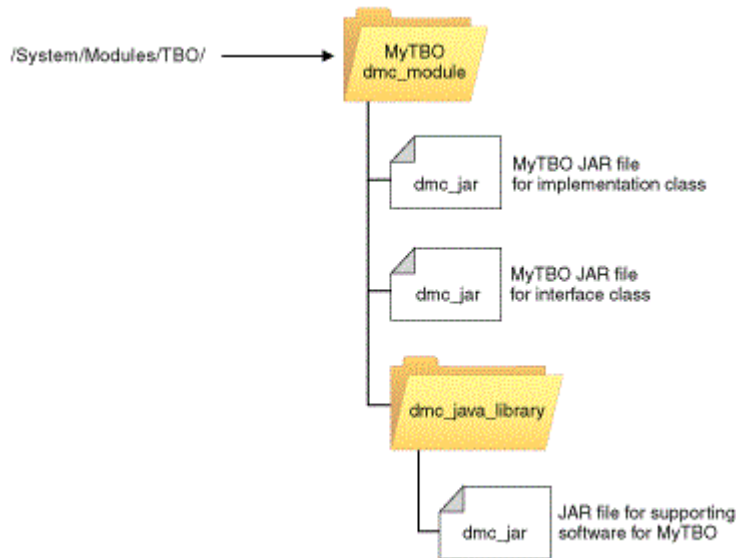 /System/Modules/TBO/
MyTBO
dmc_module
dmc_jar
MyTBO JAR file
for implementation class
dmc_jar
MyTBO JAR file
for interface class
dmc_java_library
dmc_jar
JAR file for supporting
software for MyTBO